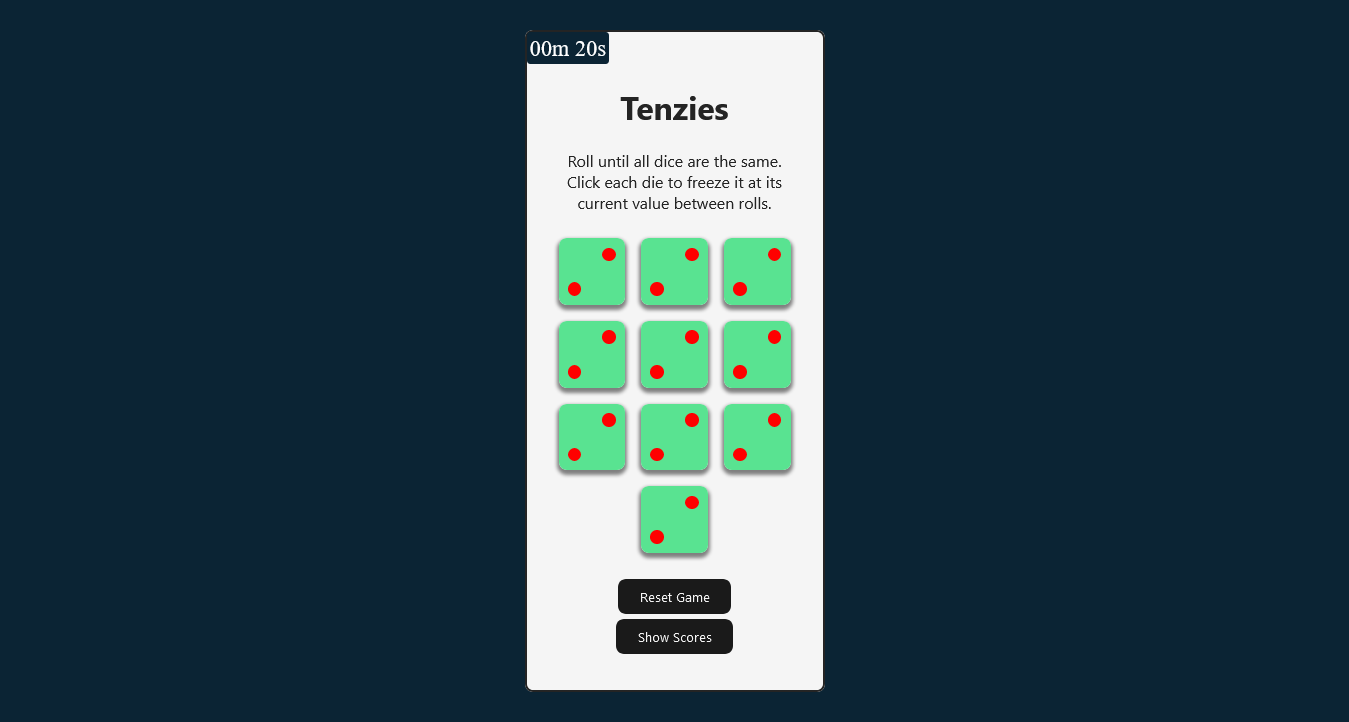 00m 20s
Tenzies
Roll until all dice are the same.
Click each die to freeze it at its
current value between rolls.
Reset Game
Show Scores